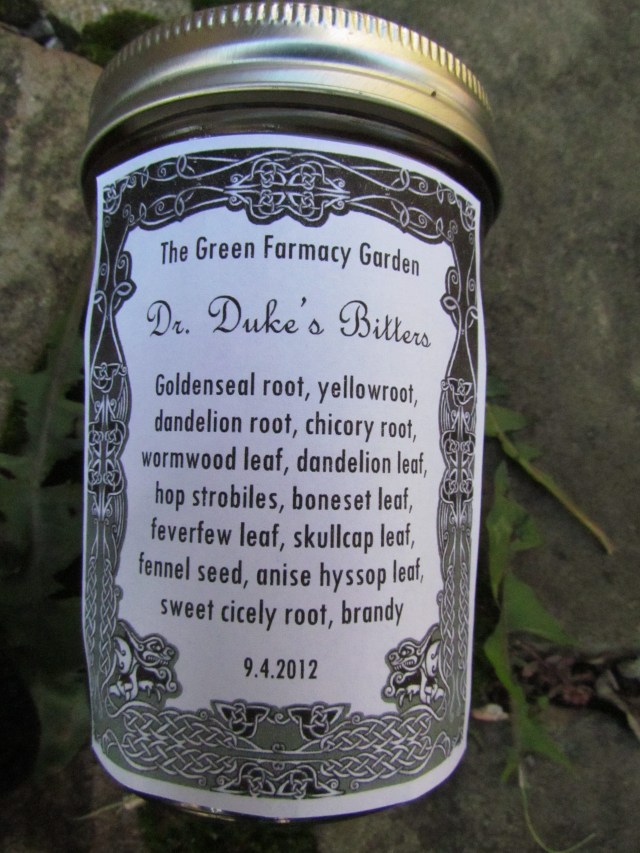 The Green Farmacy Garden
Dr. Duke's Bitters
Goldenseal root, yellowroot,
dandelion root, chicory root,
wormwood leaf, dandelion leaf,
hop strobiles, boneset leaf,
feverfew leaf, skullcap leaf,
fennel seed, anise hyssop leaf,
sweet cicely root, brandy
9.4.2012